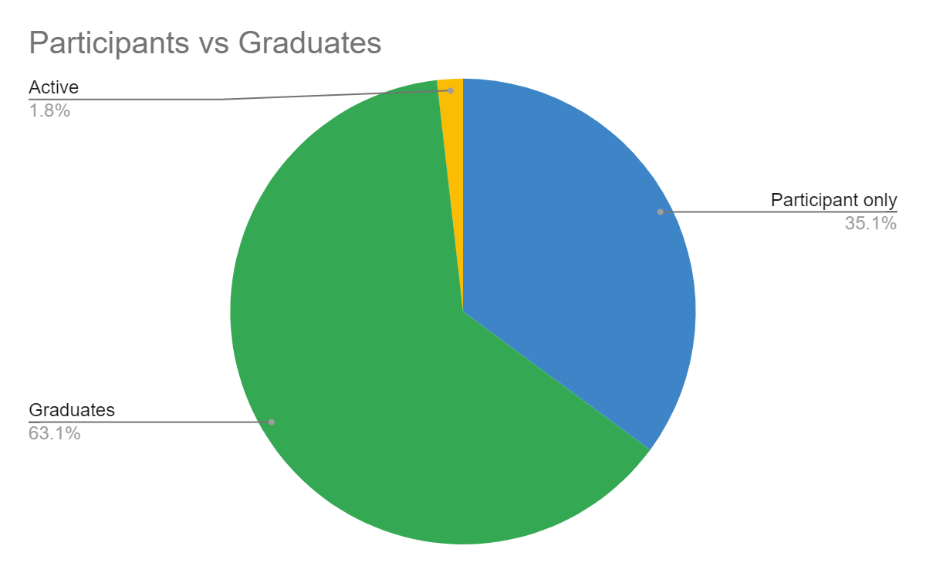 Participants vs Graduates
Active
1.8%
Participant only
35.1%
Graduates
63.1%